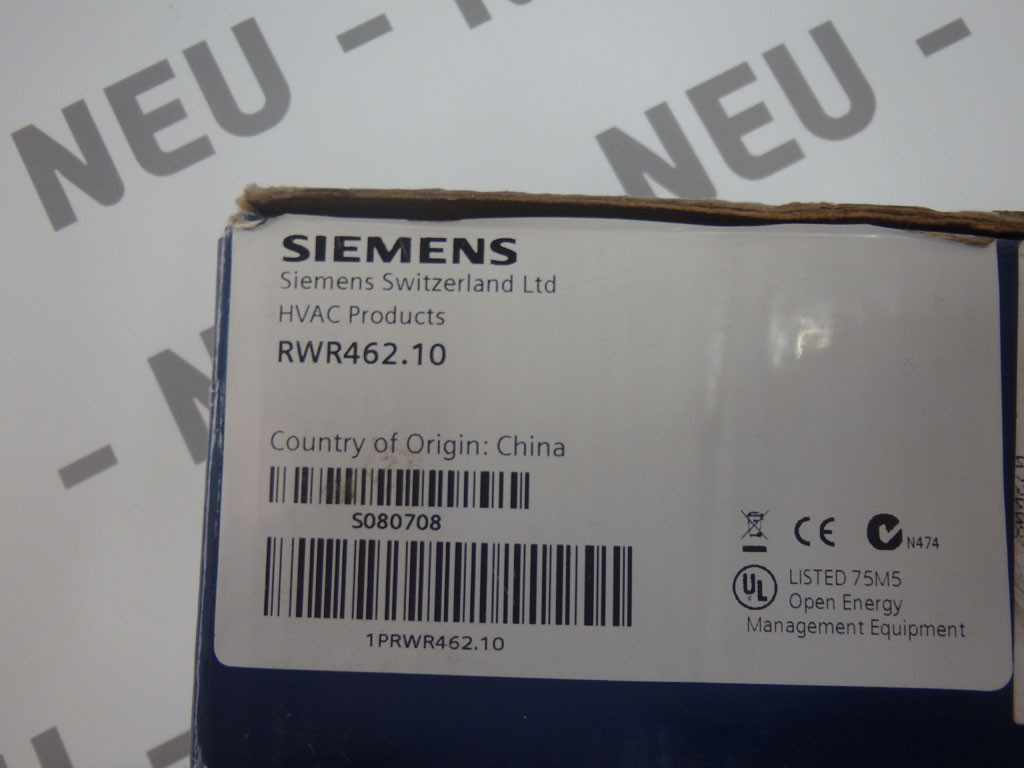 NEU -
NEU -
SIEMENS
Siemens Switzerland Ltd
HVAC Products
RWR462.10
Country of Origin: China
S080708
1PRWR462.10
CE
N474
UL
LISTED 75M5
Open Energy
Management Equipment